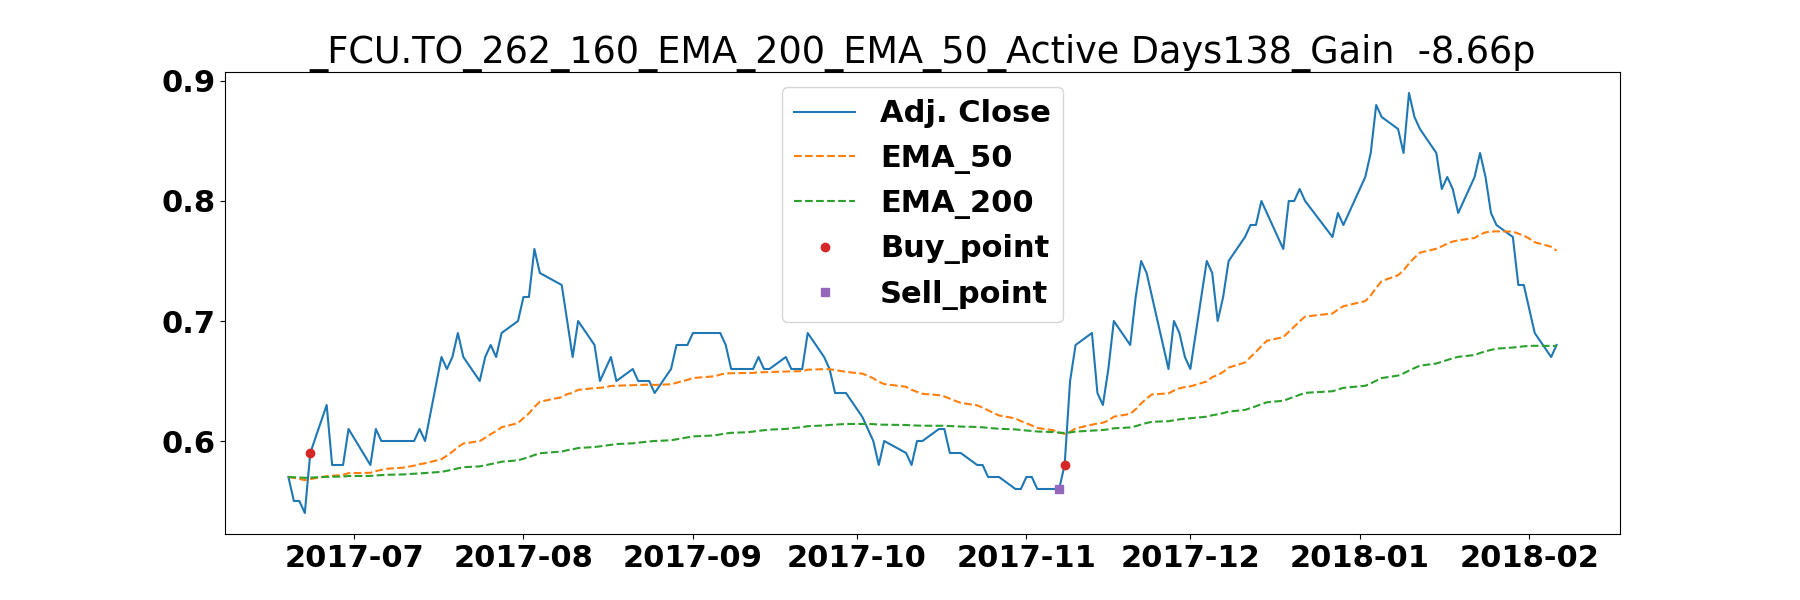 _FCU.TO_262_160_EMA_200_EMA_50_Active Days138_Gain  -8.66p
0.9
0.8
0.7
0.6
Adj. Close
EMA_50
EMA_200
Buy_point
Sell_point
2017-07 2017-08 2017-09 2017-10 2017-11 2017-12 2018-01 2018-02